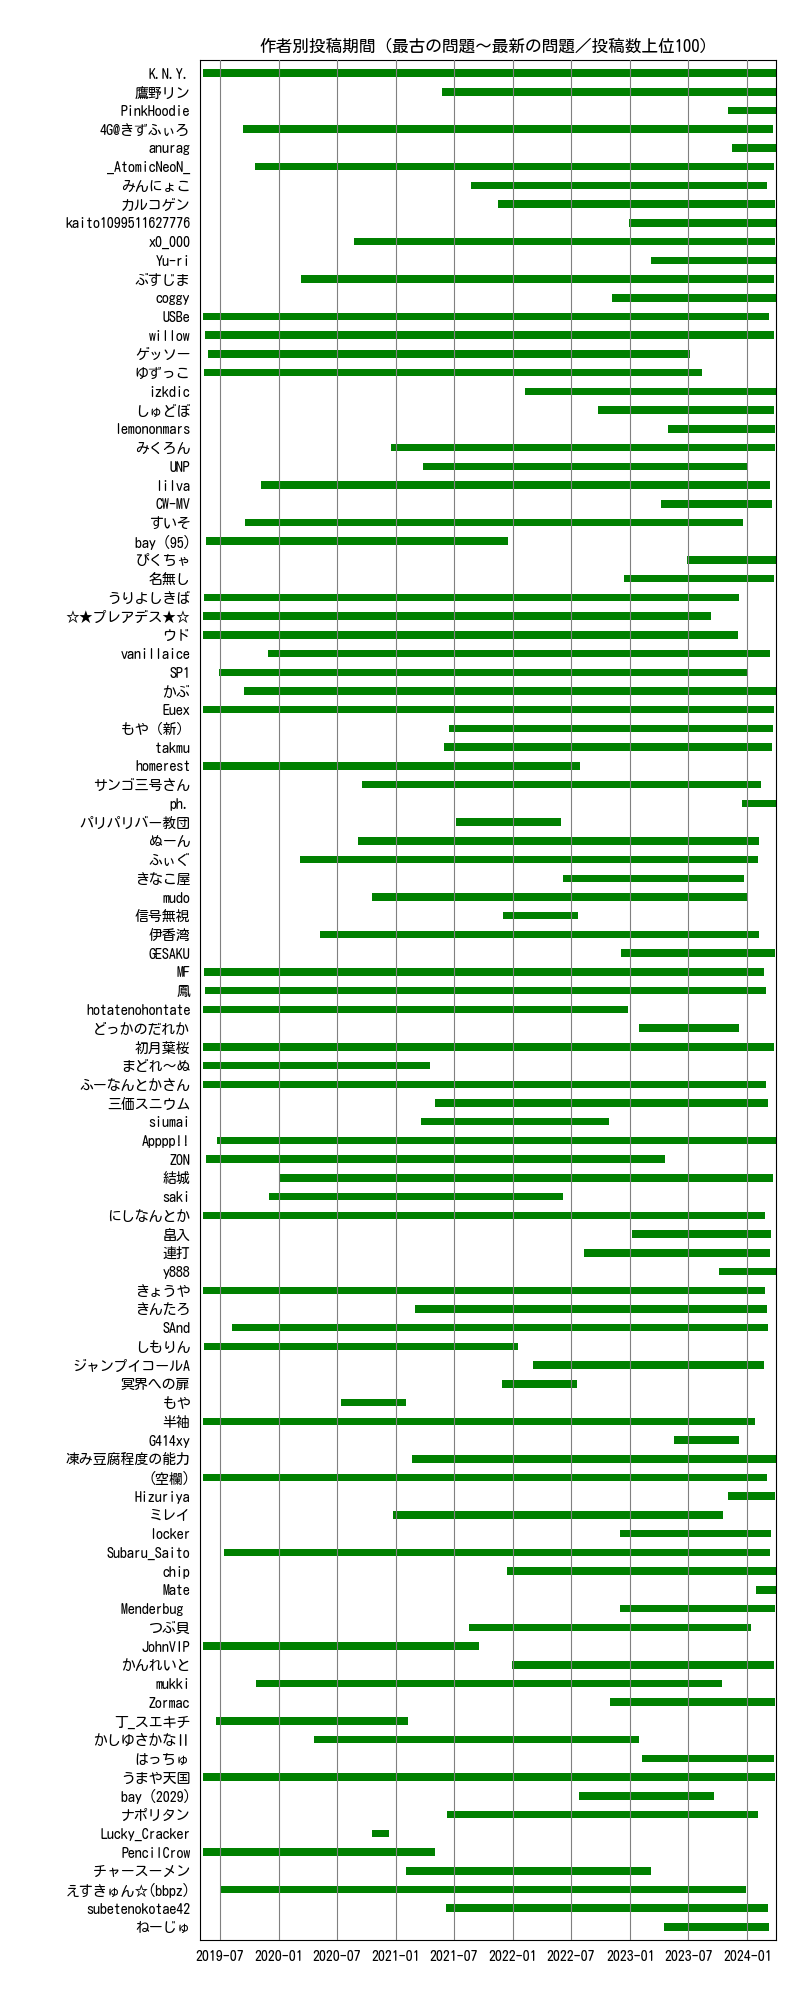 作者別投稿期間（最古の問題～最新の問題／投稿数上位100）
K.N.Y.
鷹野リン
PinkHoodie
4G@きずふぃろ
anurag
_AtomicNeoN_
みんにょこ
カルコゲン
kaito1099511627776
x0_000
Yu-ri
ぶすじま
coggy
USBe
willow
ゲッソー
ゆずっこ
izkdic
しゅどぼ
lemononmars
みくろん
UNP
lilva
CW-MV
すいそ
bay (95)
ぴくちゃ
名無し
うりよしきば
☆★プレアデス★☆
ウド
vanillaice
SP1
かぶ
Euex
もや（新）
takmu
homerest
サンゴ三号さん
ph.
パリパリバー教団
ぬーん
ふぃぐ
きなこ屋
mudo
信号無視
伊香湾
GESAKU
MF
鳳
hotatenohontate
どっかのだれか
初月葉桜
まどれ～ぬ
ふーなんとかさん
三価スニウム
siumai
Appppll
ZON
結城
saki
にしなんとか
畠入
連打
y888
きょうや
きんたろ
SAnd
しもりん
ジャンプイコールA
冥界への扉
もや
半袖
G414xy
凍み豆腐程度の能力
(空欄)
Hizuriya
ミレイ
locker
Subaru_Saito
chip
Mate
Menderbug
つぶ貝
JohnVIP
かんれいと
mukki
Zormac
丁_スエキチ
かしゆさかなII
はっちゅ
うまや天国
bay (2029)
ナポリタン
Lucky_Cracker
PencilCrow
チャースーメン
えすきゅん☆(bbpz)
subetenokotae42
ねーじゅ
2019-07 2020-01 2020-07 2021-01 2021-07 2022-01 2022-07 2023-01 2023-07 2024-01